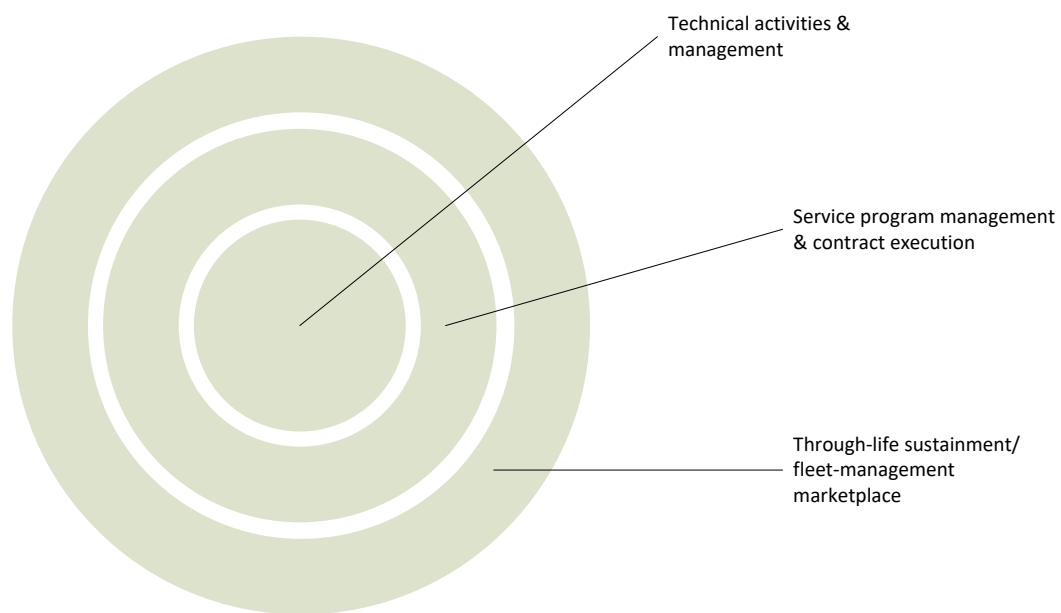 Technical activities &
management
Service program management
& contract execution
Through-life sustainment/
fleet-management
marketplace